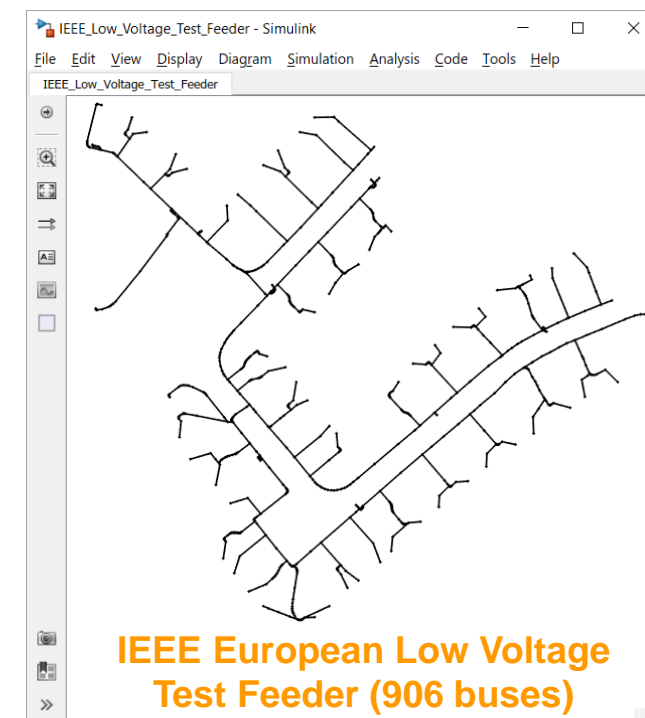 IEEE_Low_Voltage_Test_Feeder - Simulink
File Edit View Display Diagram Simulation Analysis Code Tools Help
IEEE_Low_Voltage_Test_Feeder
IEEE European Low Voltage
Test Feeder (906 buses)